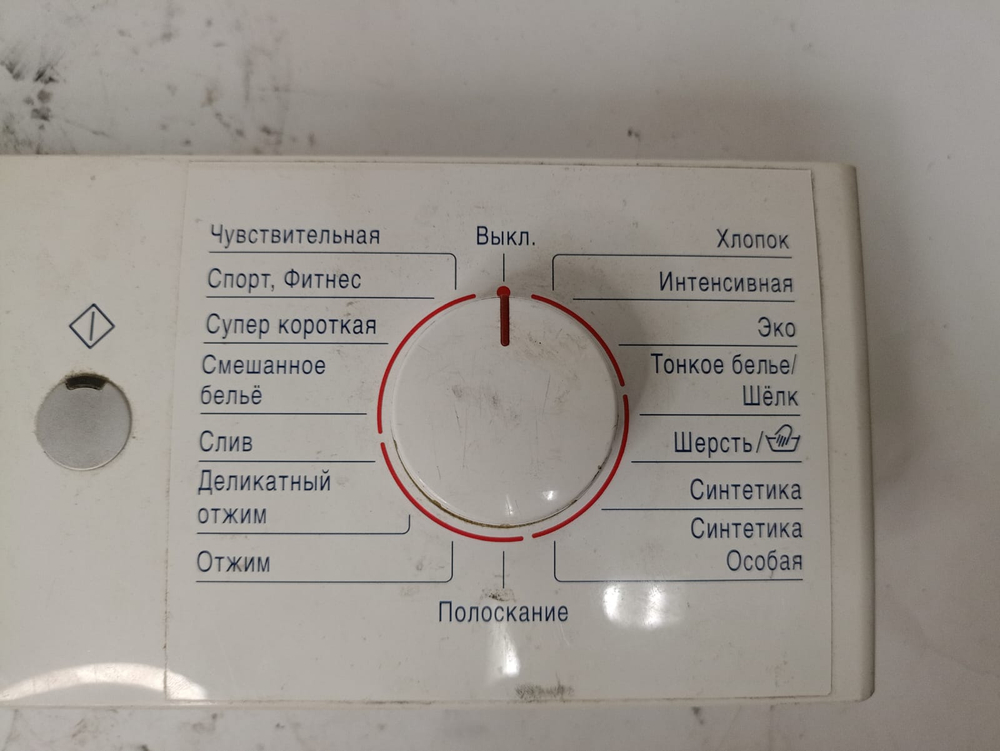 Чувствительная
Выкл.
Хлопок
Спорт, Фитнес
Интенсивная
Супер короткая
Эко
Смешанное
бельё
Тонкое белье/
Шёлк
Слив
Шерсть/
Деликатный
отжим
Синтетика
Отжим
Синтетика
Особая
Полоскание